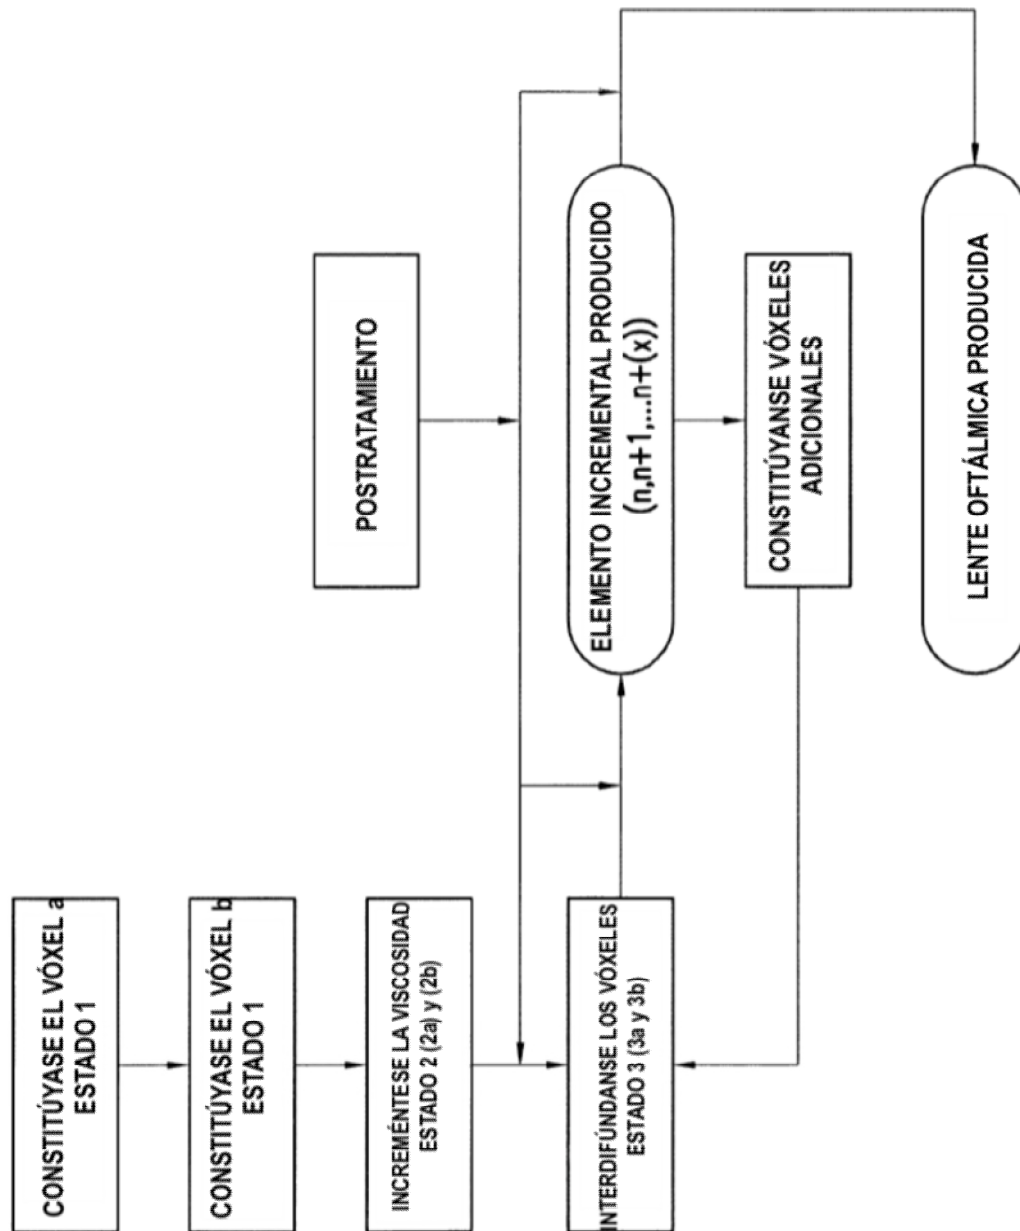 CONSTITÚYASE EL VÓXEL a
ESTADO 1
CONSTITÚYASE EL VÓXEL b
ESTADO 1
INCREMÉNTESE LA VISCOSIDAD
ESTADO 2 (2a) y (2b)
INTERDIFÚNDANSE LOS VÓXELES
ESTADO 3 (3a y 3b)
POSTRATAMIENTO
ELEMENTO INCREMENTAL PRODUCIDO
(n,n+1,...n+(x))
CONSTITÚYANSE VÓXELES
ADICIONALES
LENTE OFTÁLMICA PRODUCIDA